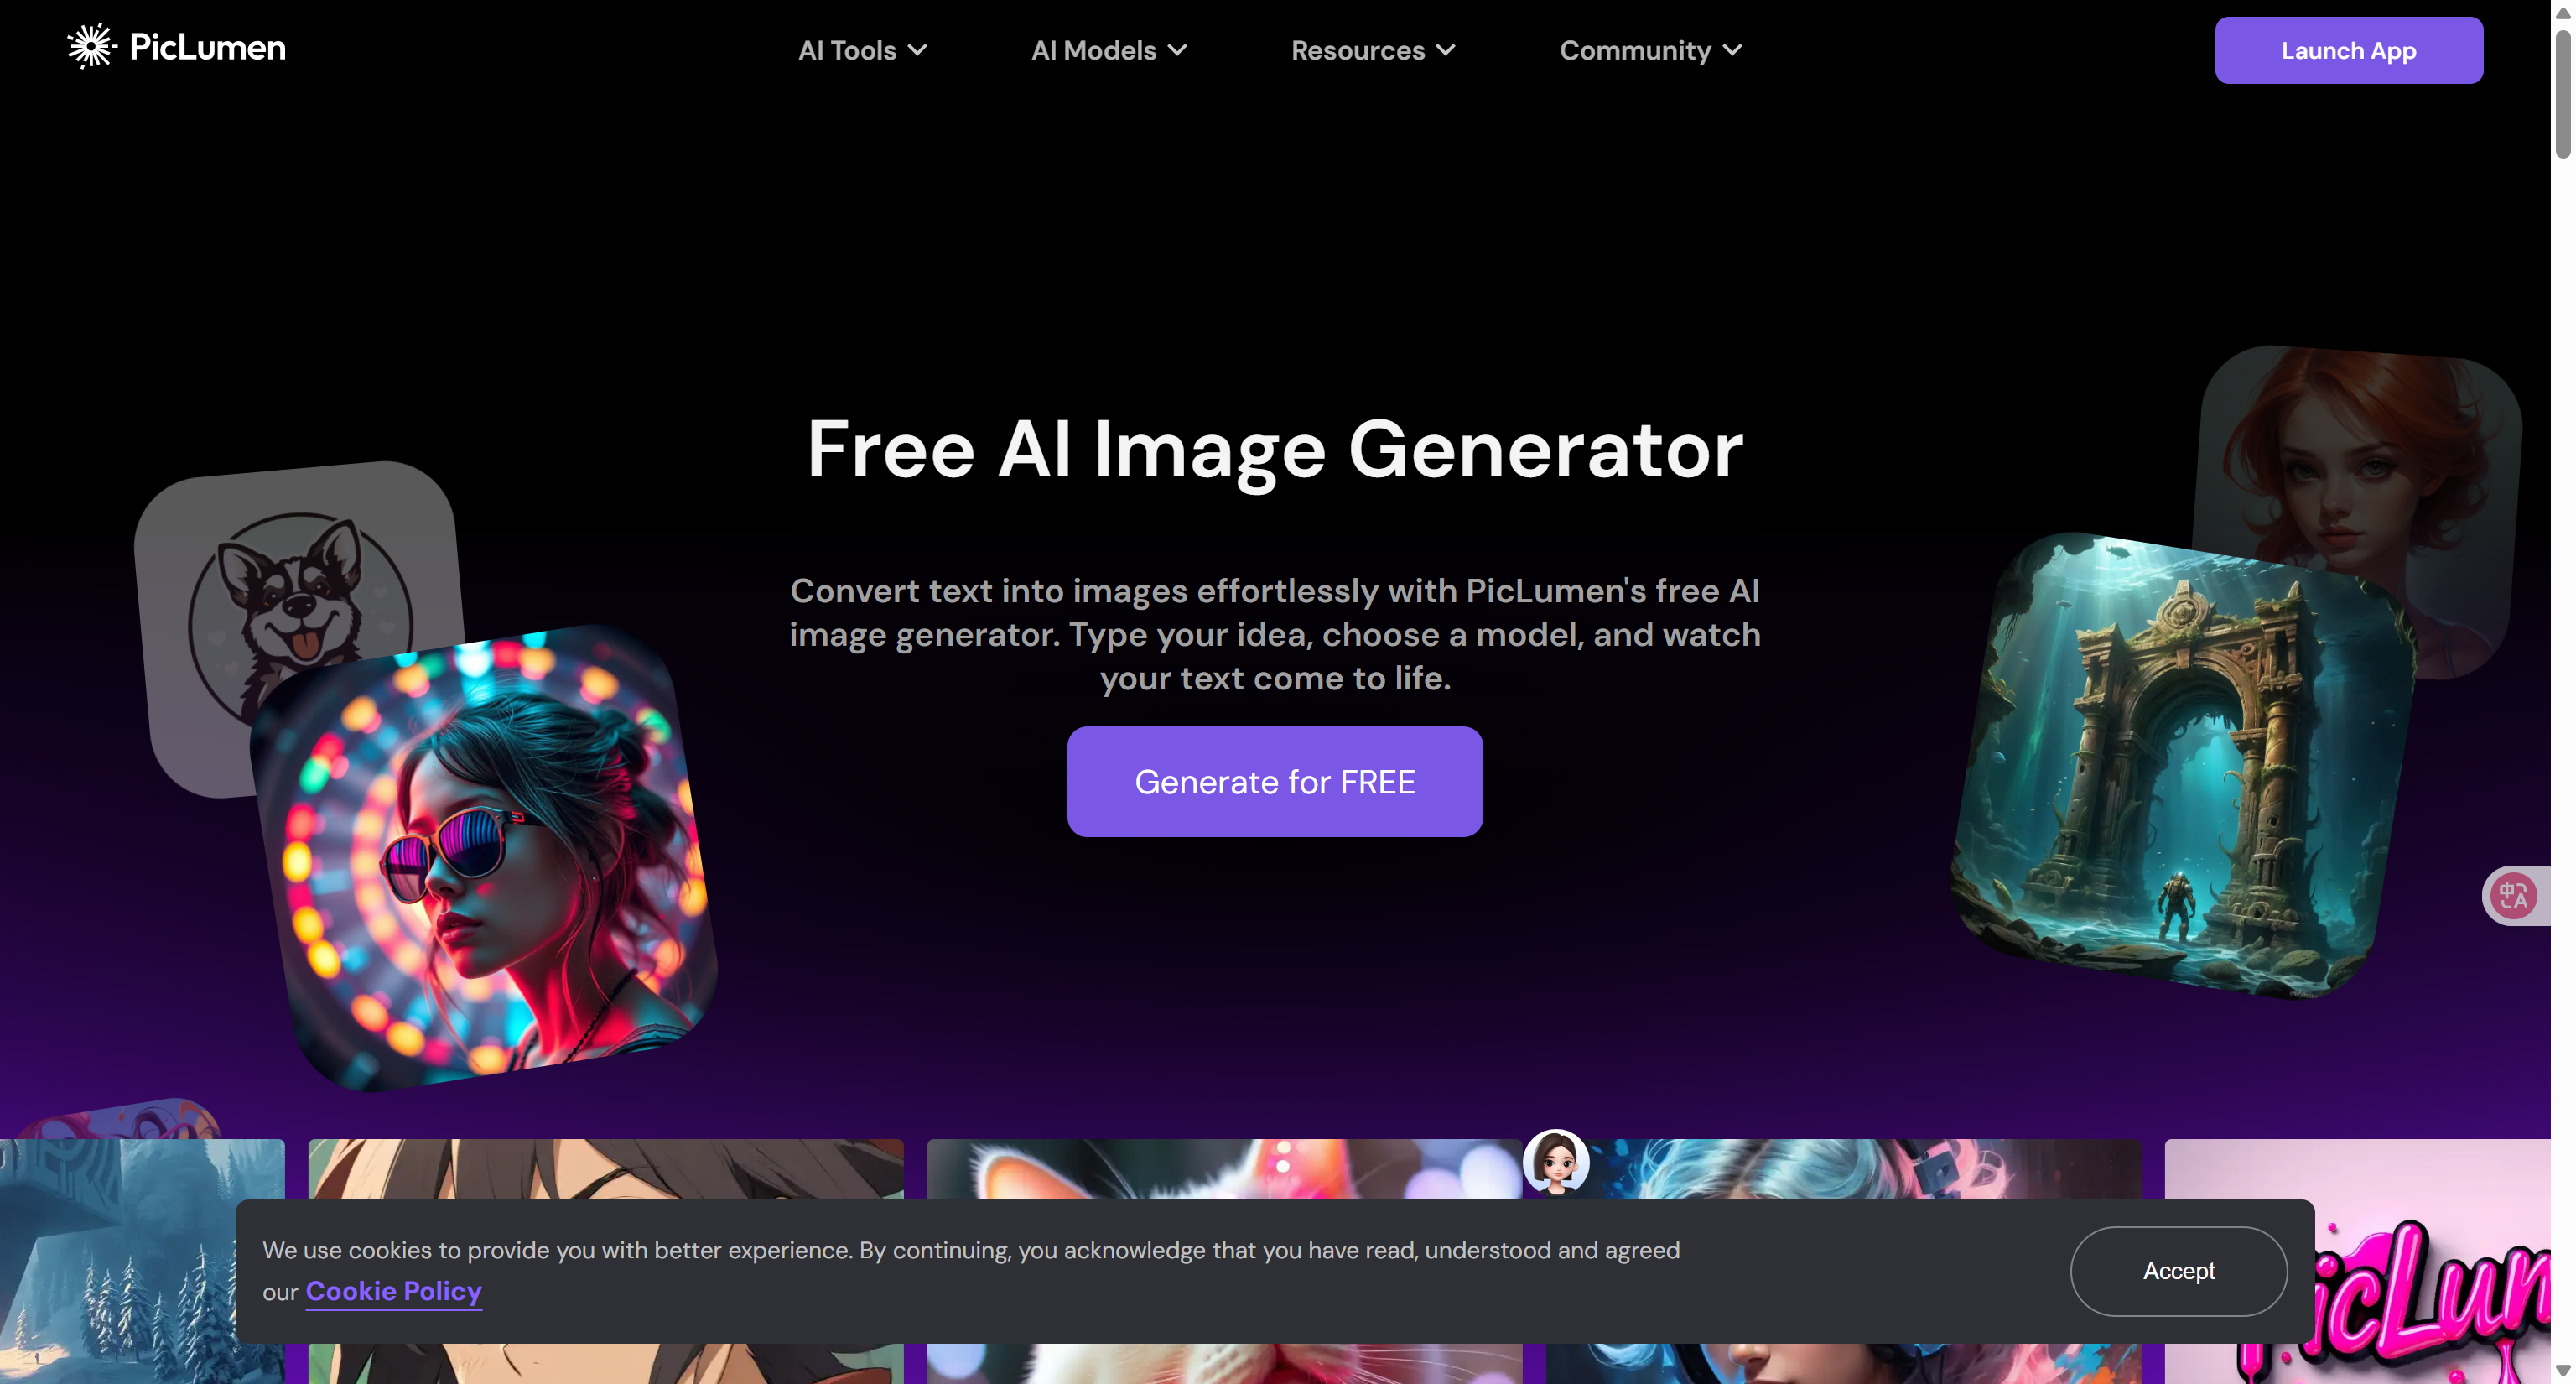 PicLumen
AI Tools
AI Models
Resources
Community
Launch App
Free AI Image Generator
Convert text into images effortlessly with PicLumen's free AI
image generator. Type your idea, choose a model, and watch
your text come to life.
Generate for FREE
中
A
We use cookies to provide you with better experience. By continuing, you acknowledge that you have read, understood and agreed
our Cookie Policy
Accept